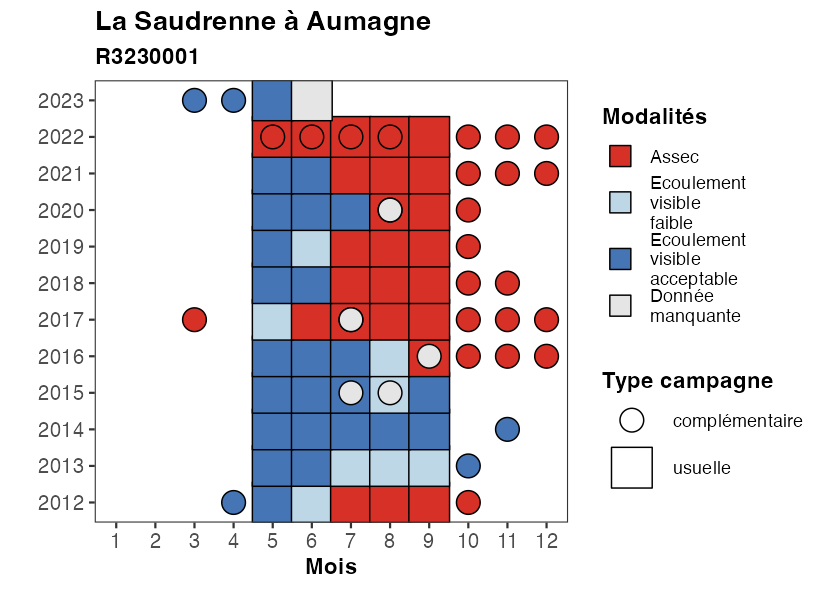 La Saudrenne à Aumagne
R3230001
2023
2022
2021
2020
2019
2018
2017
2016
2015
2014
2013
2012
1 2 3 4 5 6 7 8 9 10 11 12
Mois
Modalités
Assec
Ecoulement
visible
faible
Ecoulement
visible
acceptable
Donnée
manquante
Type campagne
complémentaire
usuelle